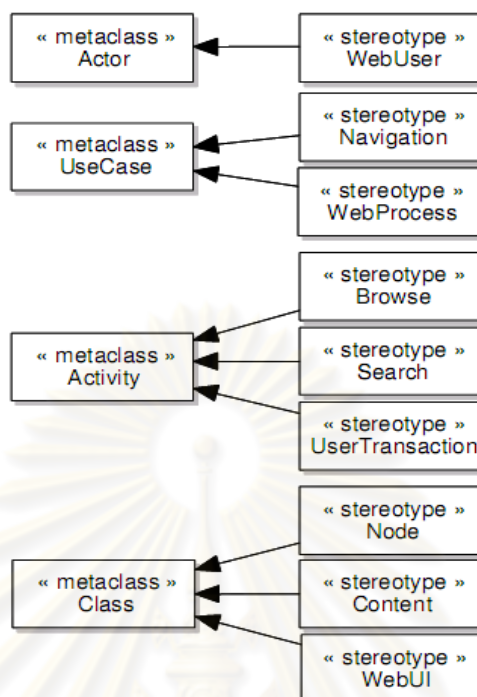 « metaclass »
Actor
« stereotype »
WebUser
« metaclass »
UseCase
« stereotype »
Navigation
« stereotype »
WebProcess
« metaclass »
Activity
« stereotype »
Browse
« stereotype »
Search
« stereotype »
UserTransaction
« metaclass »
Class
« stereotype »
Node
« stereotype »
Content
« stereotype »
WebUI